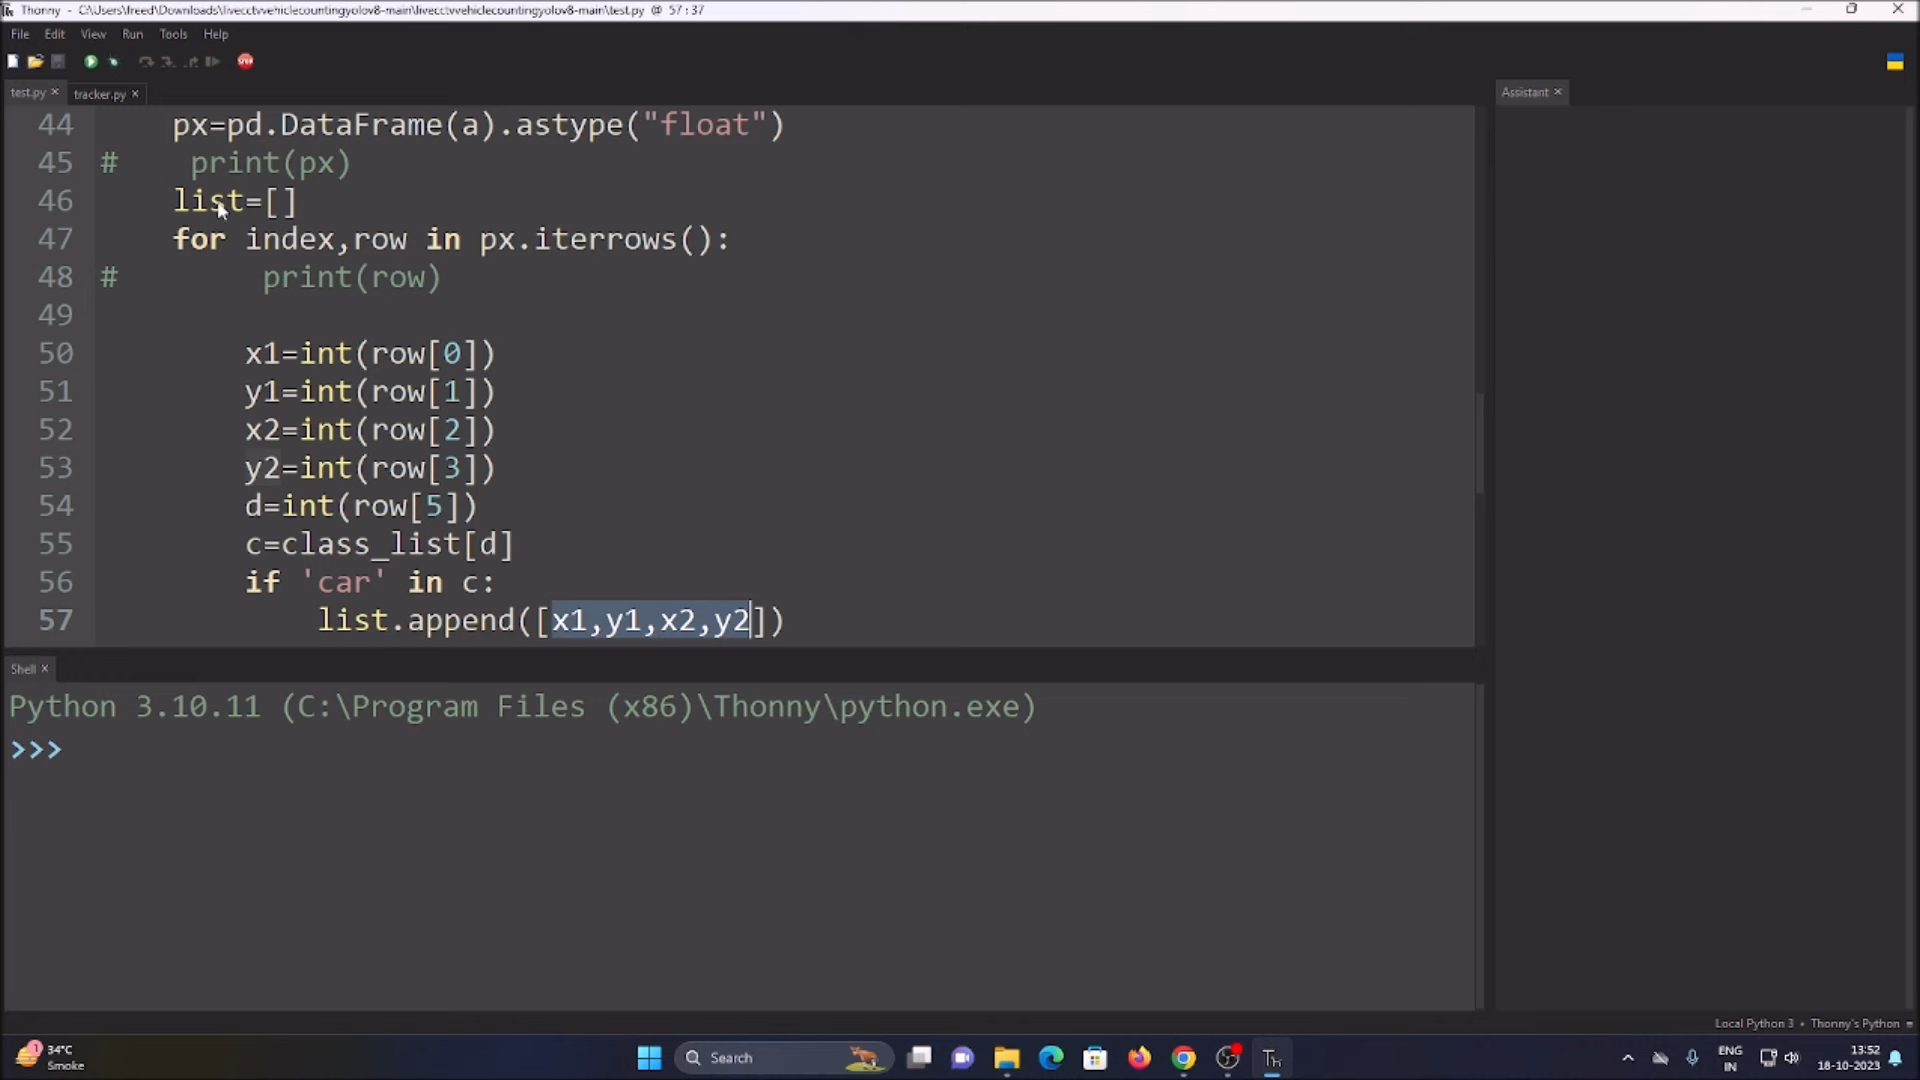 Thonny - C:\Users\freed\Downloads\livecctvvehiclecountingyolov8-main\livecctvvehiclecountingyolov8-main\test.py @ 57:37
File Edit View Run Tools Help
test.py × tracker.py ×
Assistant ×
44 px=pd.DataFrame(a).astype("float")
45 # print(px)
46 list=[]
47 for index,row in px.iterrows():
48 # print(row)
49
50 x1=int(row[0])
51 y1=int(row[1])
52 x2=int(row[2])
53 y2=int(row[3])
54 d=int(row[5])
55 c=class_list[d]
56 if 'car' in c:
57 list.append([x1,y1,x2,y2])
Shell ×
Python 3.10.11 (C:\Program Files (x86)\Thonny\python.exe)
>>>
Local Python 3 • Thonny's Python
1 34°C
Smoke
Search
Th
ENG
IN
13:52
18-10-2023